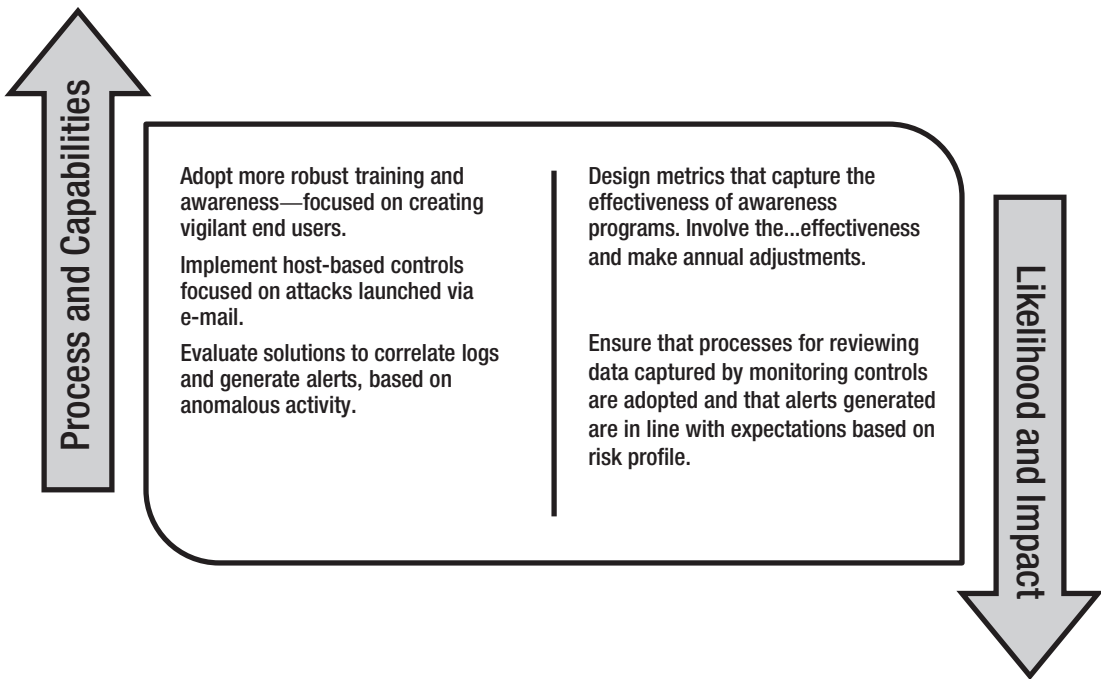 Process and Capabilities
Adopt more robust training and
awareness—focused on creating
vigilant end users.
Implement host-based controls
focused on attacks launched via
e-mail.
Evaluate solutions to correlate logs
and generate alerts, based on
anomalous activity.
Design metrics that capture the
effectiveness of awareness
programs. Involve the...effectiveness
and make annual adjustments.
Ensure that processes for reviewing
data captured by monitoring controls
are adopted and that alerts generated
are in line with expectations based on
risk profile.
Likelihood and Impact